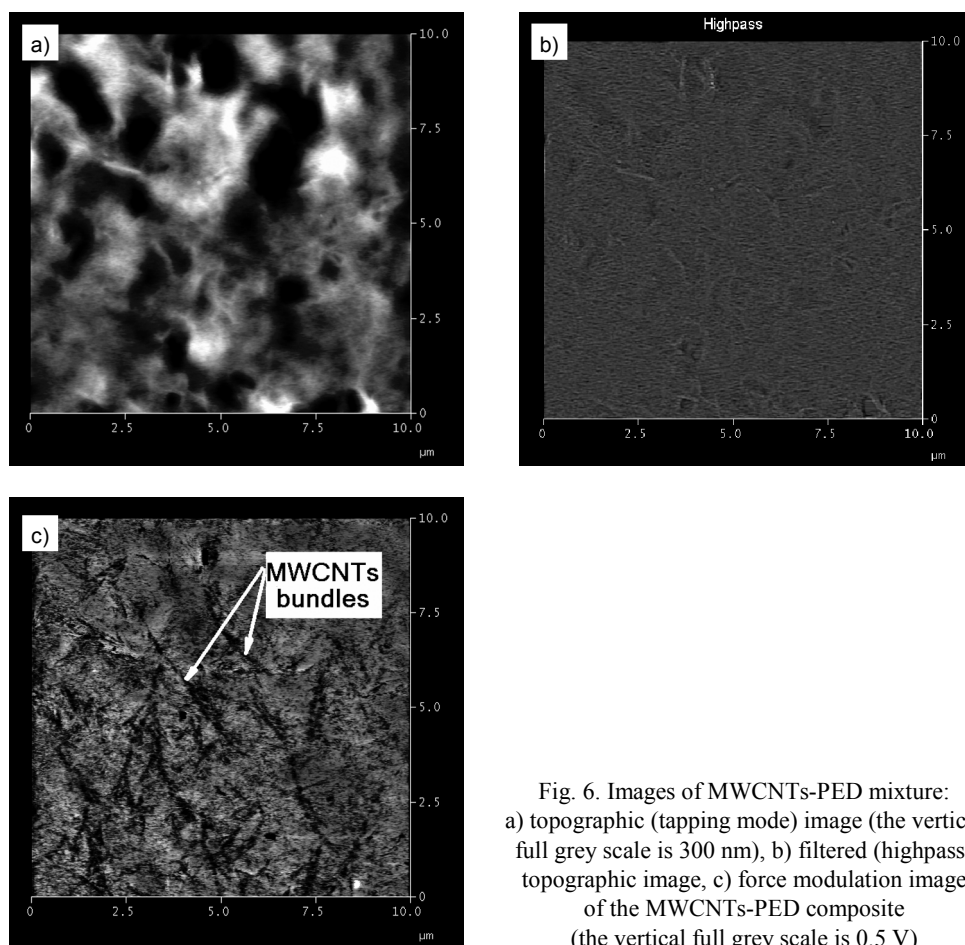 a)
10.0
7.5
5.0
2.5
0
0 2.5 5.0 7.5 10.0
µm
Highpass
b)
10.0
7.5
5.0
2.5
0
0 2.5 5.0 7.5 10.0
µm
c)
MWCNTs
bundles
10.0
7.5
5.0
2.5
0
0 2.5 5.0 7.5 10.0
µm
Fig. 6. Images of MWCNTs-PED mixture:
a) topographic (tapping mode) image (the vertic
full grey scale is 300 nm), b) filtered (highpass
topographic image, c) force modulation image
of the MWCNTs-PED composite
(the vertical full grey scale is 0.5 V)